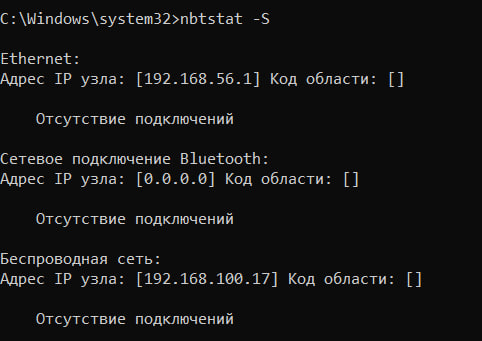 C:\Windows\system32>nbtstat -S
Ethernet:
Адрес IP узла: [192.168.56.1] Код области: []
Отсутствие подключений
Сетевое подключение Bluetooth:
Адрес IP узла: [0.0.0.0] Код области: []
Отсутствие подключений
Беспроводная сеть:
Адрес IP узла: [192.168.100.17] Код области: []
Отсутствие подключений